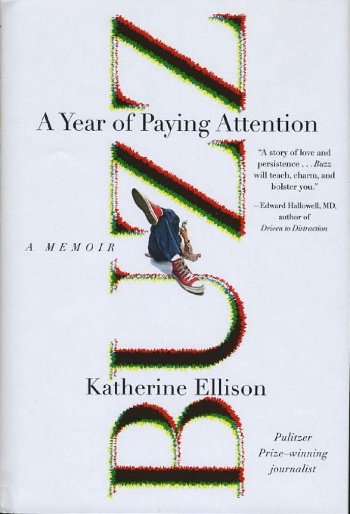 BUZZ
A Year of Paying Attention
"A story of love and
persistence . . . Buzz
will teach, charm, and
bolster you."
—Edward Hallowell, MD,
author of
Driven to Distraction
A MEMOIR
Katherine Ellison
Pulitzer
Prize–winning
journalist